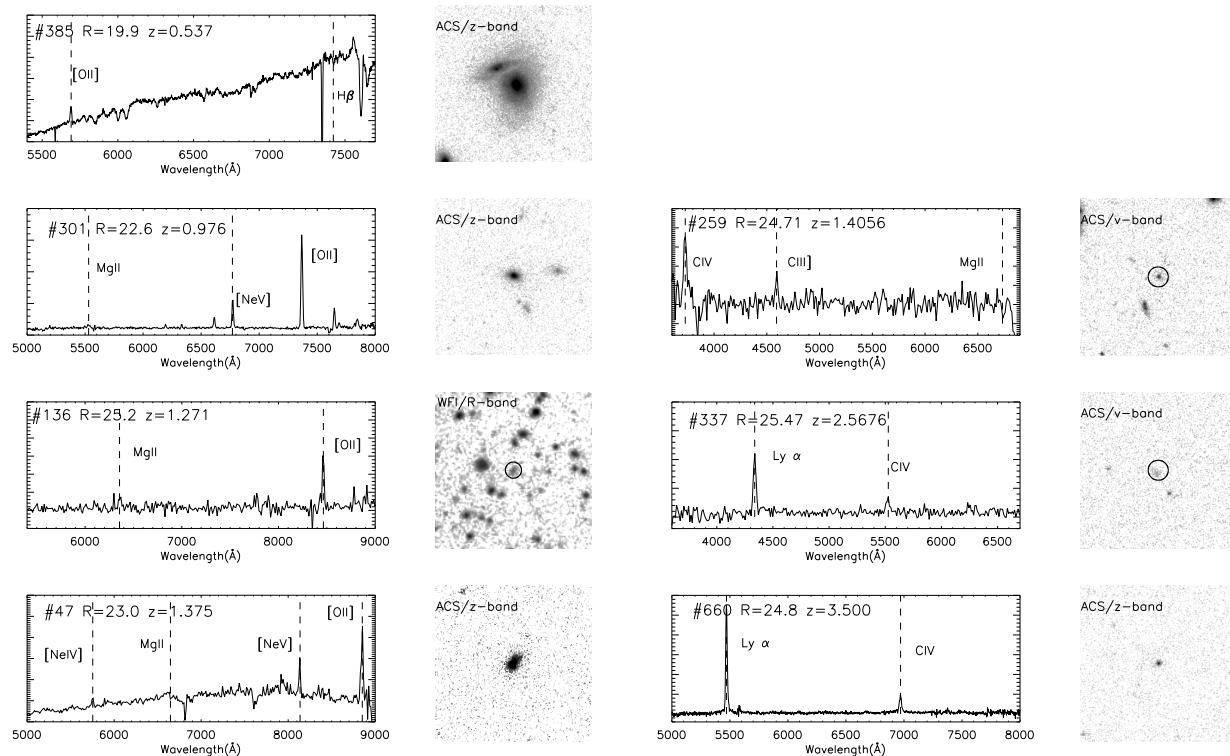 #385 R=19.9 z=0.537
[OII]
Hβ
5400 6000 6500 7000 7500
Wavelength(Å)
ACS/z-band
#301 R=22.6 z=0.976
MgII
[NeV]
[OII]
5000 5500 6000 6500 7000 7500 8000
Wavelength(Å)
ACS/z-band
#259 R=24.71 z=1.4056
CIV
CIII]
MgII
4000 4500 5000 5500 6000 6500
Wavelength(Å)
ACS/v-band
#136 R=25.2 z=1.271
MgII
[OII]
6000 7000 8000 9000
Wavelength(Å)
WFI/R-band
#337 R=25.47 z=2.5676
Ly α
CIV
4000 4500 5000 5500 6000 6500
Wavelength(Å)
ACS/v-band
#47 R=23.0 z=1.375
[NeIV]
MgII
[NeV]
[OII]
5000 6000 7000 8000 9000
Wavelength(Å)
ACS/z-band
#660 R=24.8 z=3.500
Ly α
CIV
5000 5500 6000 6500 7000 7500 8000
Wavelength(Å)
ACS/z-band